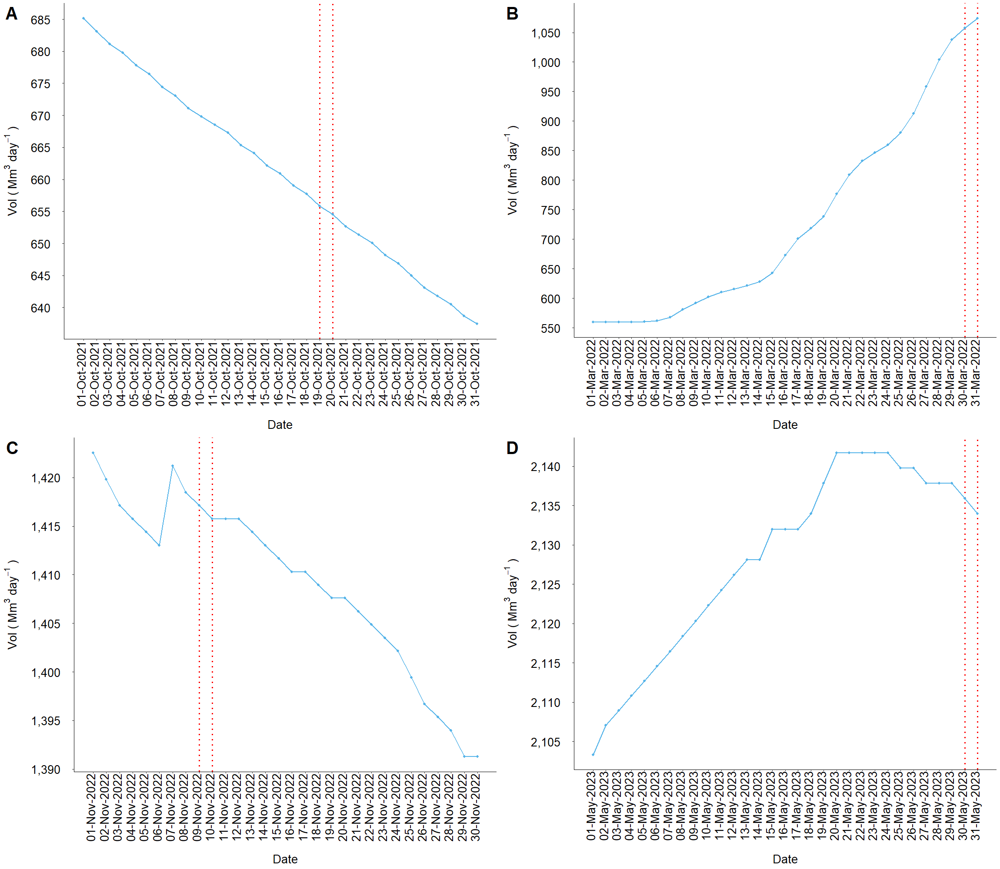 A
685
680
675
670
665
660
655
650
645
640
Vol ( Mm³ day⁻¹ )
01-Oct-2021
02-Oct-2021
03-Oct-2021
04-Oct-2021
05-Oct-2021
06-Oct-2021
07-Oct-2021
08-Oct-2021
09-Oct-2021
10-Oct-2021
11-Oct-2021
12-Oct-2021
13-Oct-2021
14-Oct-2021
15-Oct-2021
16-Oct-2021
17-Oct-2021
18-Oct-2021
19-Oct-2021
20-Oct-2021
21-Oct-2021
22-Oct-2021
23-Oct-2021
24-Oct-2021
25-Oct-2021
26-Oct-2021
27-Oct-2021
28-Oct-2021
29-Oct-2021
30-Oct-2021
31-Oct-2021
Date
B
1,050
1,000
950
900
850
800
750
700
650
600
550
Vol ( Mm³ day⁻¹ )
01-Mar-2022
02-Mar-2022
03-Mar-2022
04-Mar-2022
05-Mar-2022
06-Mar-2022
07-Mar-2022
08-Mar-2022
09-Mar-2022
10-Mar-2022
11-Mar-2022
12-Mar-2022
13-Mar-2022
14-Mar-2022
15-Mar-2022
16-Mar-2022
17-Mar-2022
18-Mar-2022
19-Mar-2022
20-Mar-2022
21-Mar-2022
22-Mar-2022
23-Mar-2022
24-Mar-2022
25-Mar-2022
26-Mar-2022
27-Mar-2022
28-Mar-2022
29-Mar-2022
30-Mar-2022
31-Mar-2022
Date
C
1,420
1,415
1,410
1,405
1,400
1,395
1,390
Vol ( Mm³ day⁻¹ )
01-Nov-2022
02-Nov-2022
03-Nov-2022
04-Nov-2022
05-Nov-2022
06-Nov-2022
07-Nov-2022
08-Nov-2022
09-Nov-2022
10-Nov-2022
11-Nov-2022
12-Nov-2022
13-Nov-2022
14-Nov-2022
15-Nov-2022
16-Nov-2022
17-Nov-2022
18-Nov-2022
19-Nov-2022
20-Nov-2022
21-Nov-2022
22-Nov-2022
23-Nov-2022
24-Nov-2022
25-Nov-2022
26-Nov-2022
27-Nov-2022
28-Nov-2022
29-Nov-2022
30-Nov-2022
Date
D
2,140
2,135
2,130
2,125
2,120
2,115
2,110
2,105
Vol ( Mm³ day⁻¹ )
01-May-2023
02-May-2023
03-May-2023
04-May-2023
05-May-2023
06-May-2023
07-May-2023
08-May-2023
09-May-2023
10-May-2023
11-May-2023
12-May-2023
13-May-2023
14-May-2023
15-May-2023
16-May-2023
17-May-2023
18-May-2023
19-May-2023
20-May-2023
21-May-2023
22-May-2023
23-May-2023
24-May-2023
25-May-2023
26-May-2023
27-May-2023
28-May-2023
29-May-2023
30-May-2023
31-May-2023
Date